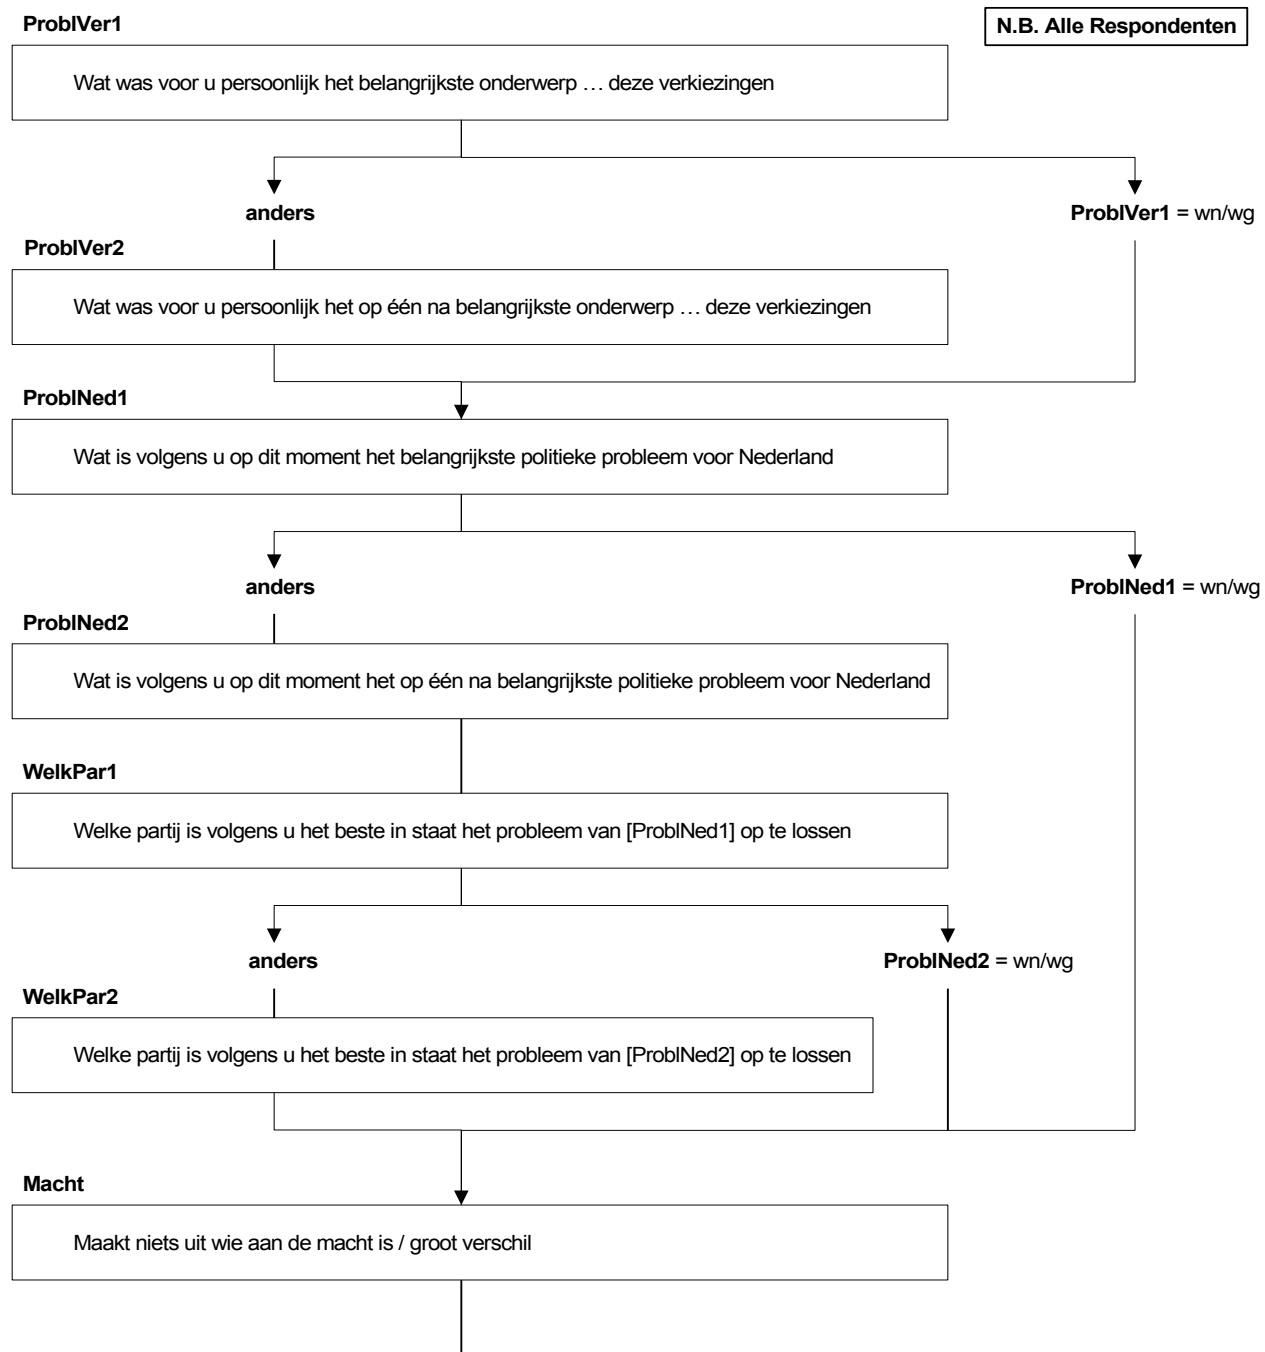 ProblVer1
N.B. Alle Respondenten
Wat was voor u persoonlijk het belangrijkste onderwerp … deze verkiezingen
anders
ProblVer1 = wn/wg
ProblVer2
Wat was voor u persoonlijk het op één na belangrijkste onderwerp … deze verkiezingen
ProblNed1
Wat is volgens u op dit moment het belangrijkste politieke probleem voor Nederland
anders
ProblNed1 = wn/wg
ProblNed2
Wat is volgens u op dit moment het op één na belangrijkste politieke probleem voor Nederland
WelkPar1
Welke partij is volgens u het beste in staat het probleem van [ProblNed1] op te lossen
anders
ProblNed2 = wn/wg
WelkPar2
Welke partij is volgens u het beste in staat het probleem van [ProblNed2] op te lossen
Macht
Maakt niets uit wie aan de macht is / groot verschil